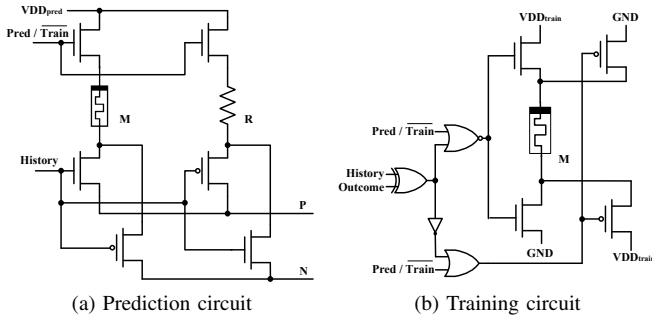 VDDpred
Pred / Train
M
R
History
P
N
(a) Prediction circuit
VDDtrain
GND
Pred / Train
M
History
Outcome
Pred / Train
GND
VDDtrain
(b) Training circuit